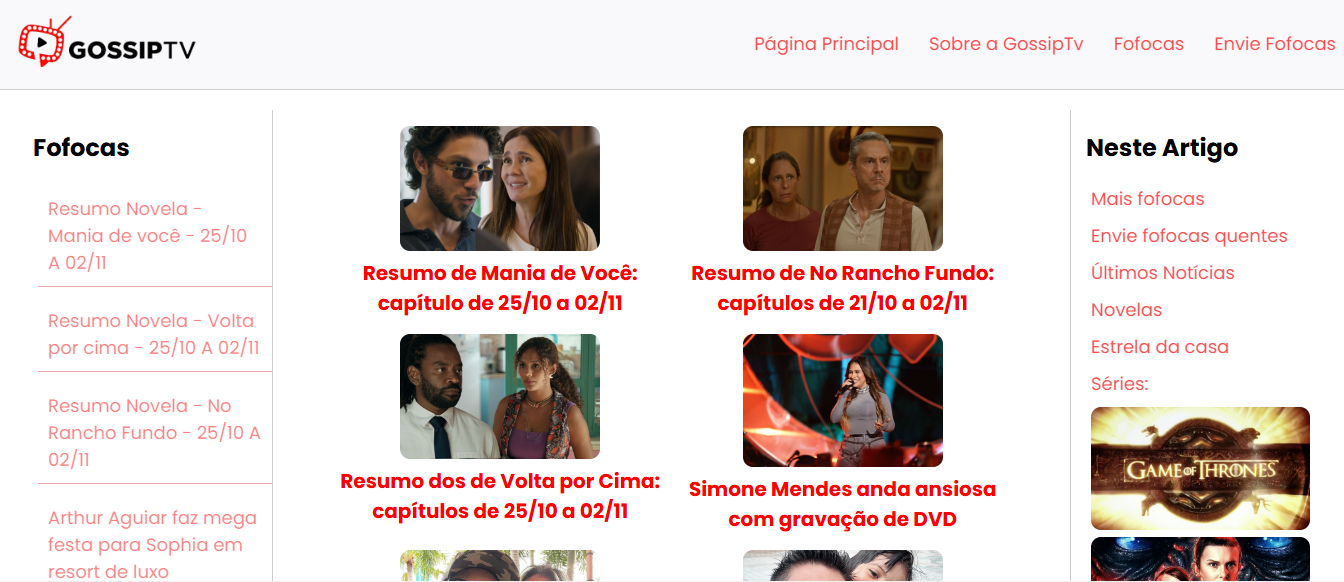 GOSSIPTV
Página Principal
Sobre a GossipTv
Fofocas
Envie Fofocas
Fofocas
Resumo Novela -
Mania de você - 25/10
A 02/11
Resumo Novela - Volta
por cima - 25/10 A 02/11
Resumo Novela - No
Rancho Fundo - 25/10 A
02/11
Arthur Aguiar faz mega
festa para Sophia em
resort de luxo
Resumo de Mania de Você:
capítulo de 25/10 a 02/11
Resumo de No Rancho Fundo:
capítulos de 21/10 a 02/11
Resumo dos de Volta por Cima:
capítulos de 25/10 a 02/11
Simone Mendes anda ansiosa
com gravação de DVD
Neste Artigo
Mais fofocas
Envie fofocas quentes
Últimos Notícias
Novelas
Estrela da casa
Séries:
GAME OF THRONES